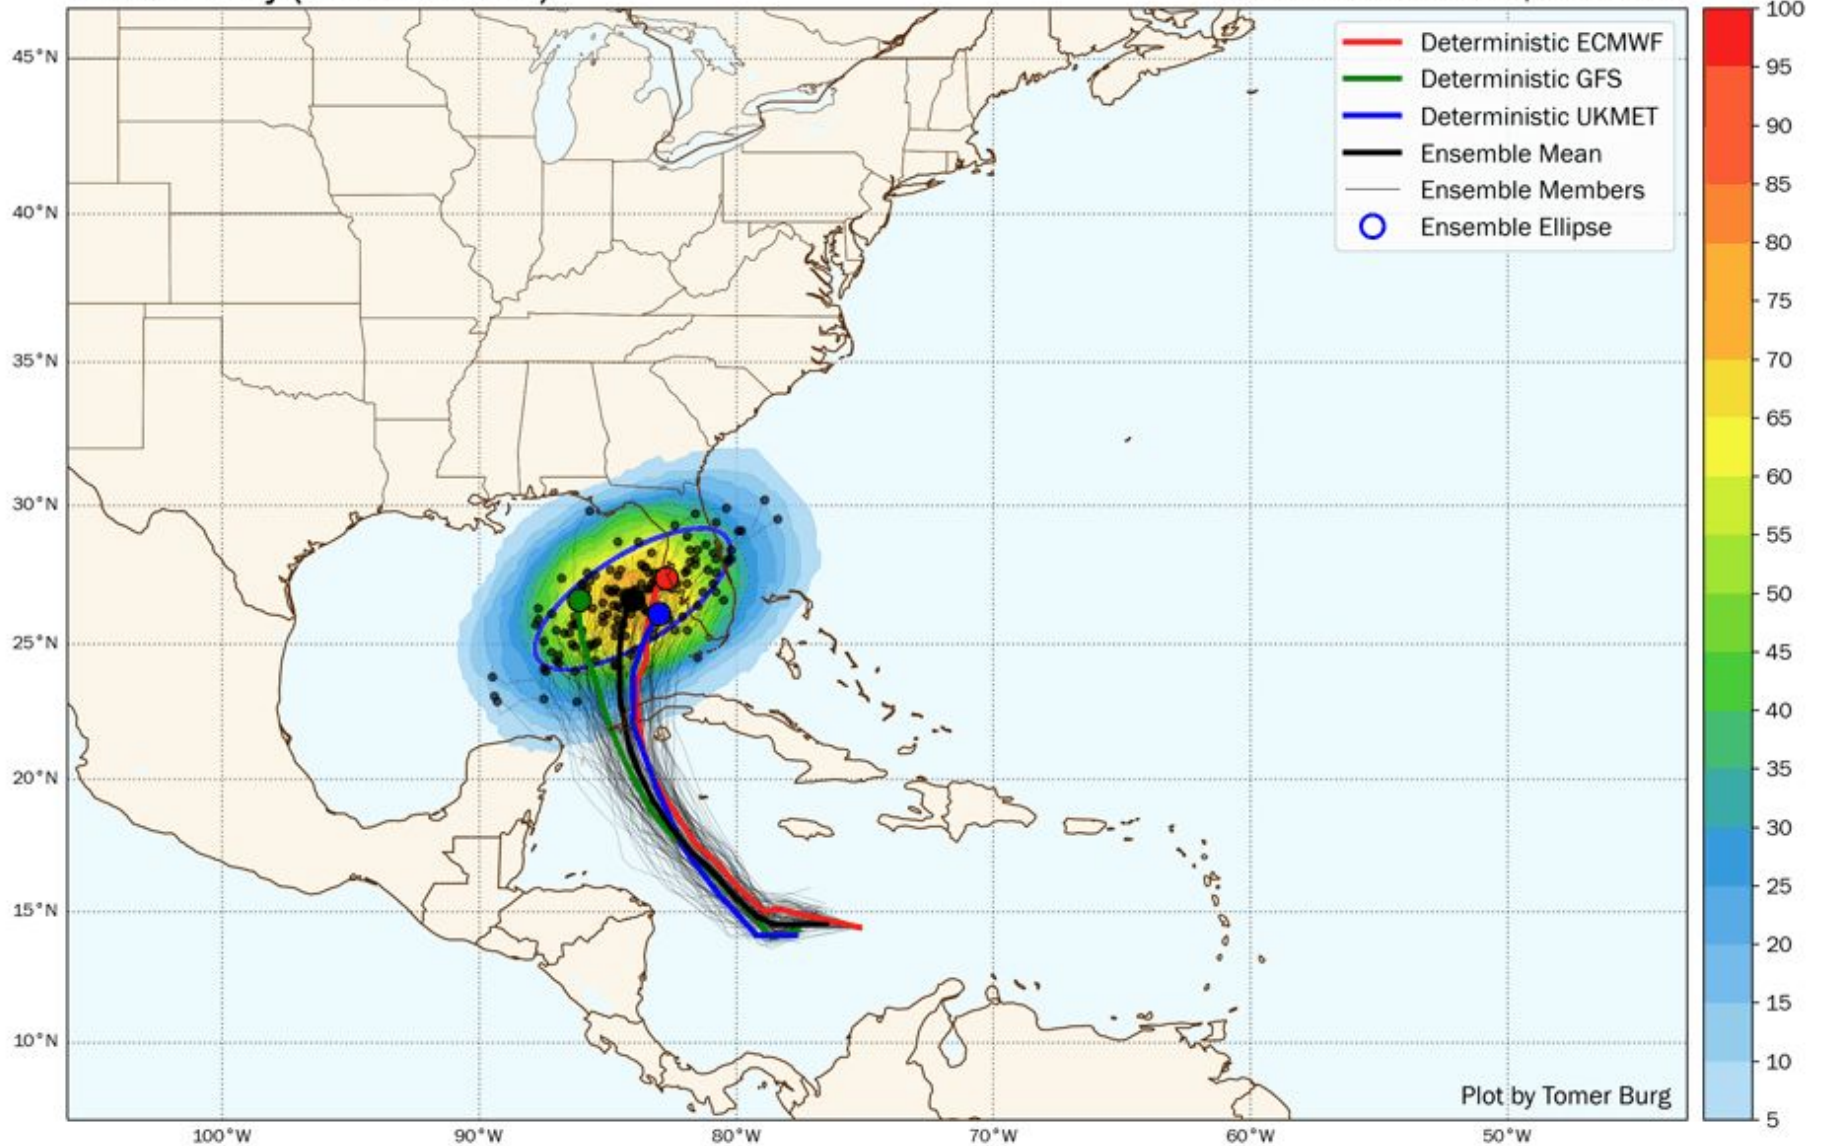 Deterministic ECMWF
Deterministic GFS
Deterministic UKMET
Ensemble Mean
Ensemble Members
Ensemble Ellipse
45°N
40°N
35°N
30°N
25°N
20°N
15°N
10°N
100
95
90
85
80
75
70
65
60
55
50
45
40
35
30
25
20
15
10
5
Plot by Tomer Burg
100°W
90°W
80°W
70°W
60°W
50°W